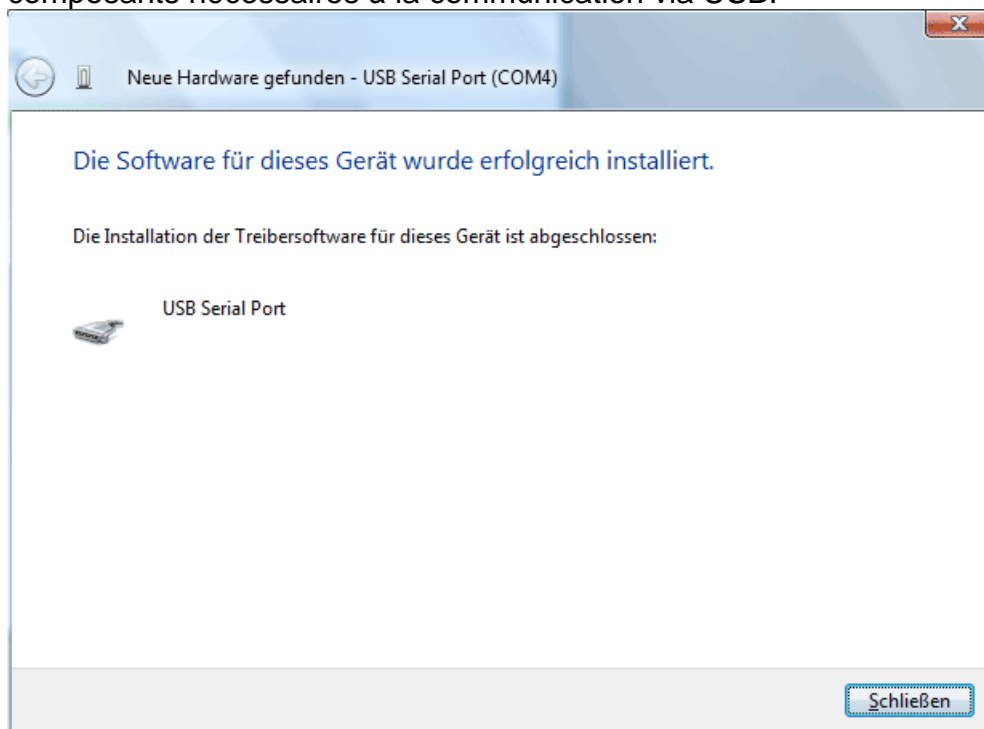 composants nécessaires à la communication via USB.
Neue Hardware gefunden - USB Serial Port (COM4)
Die Software für dieses Gerät wurde erfolgreich installiert.
Die Installation der Treibersoftware für dieses Gerät ist abgeschlossen:
USB Serial Port
Schließen